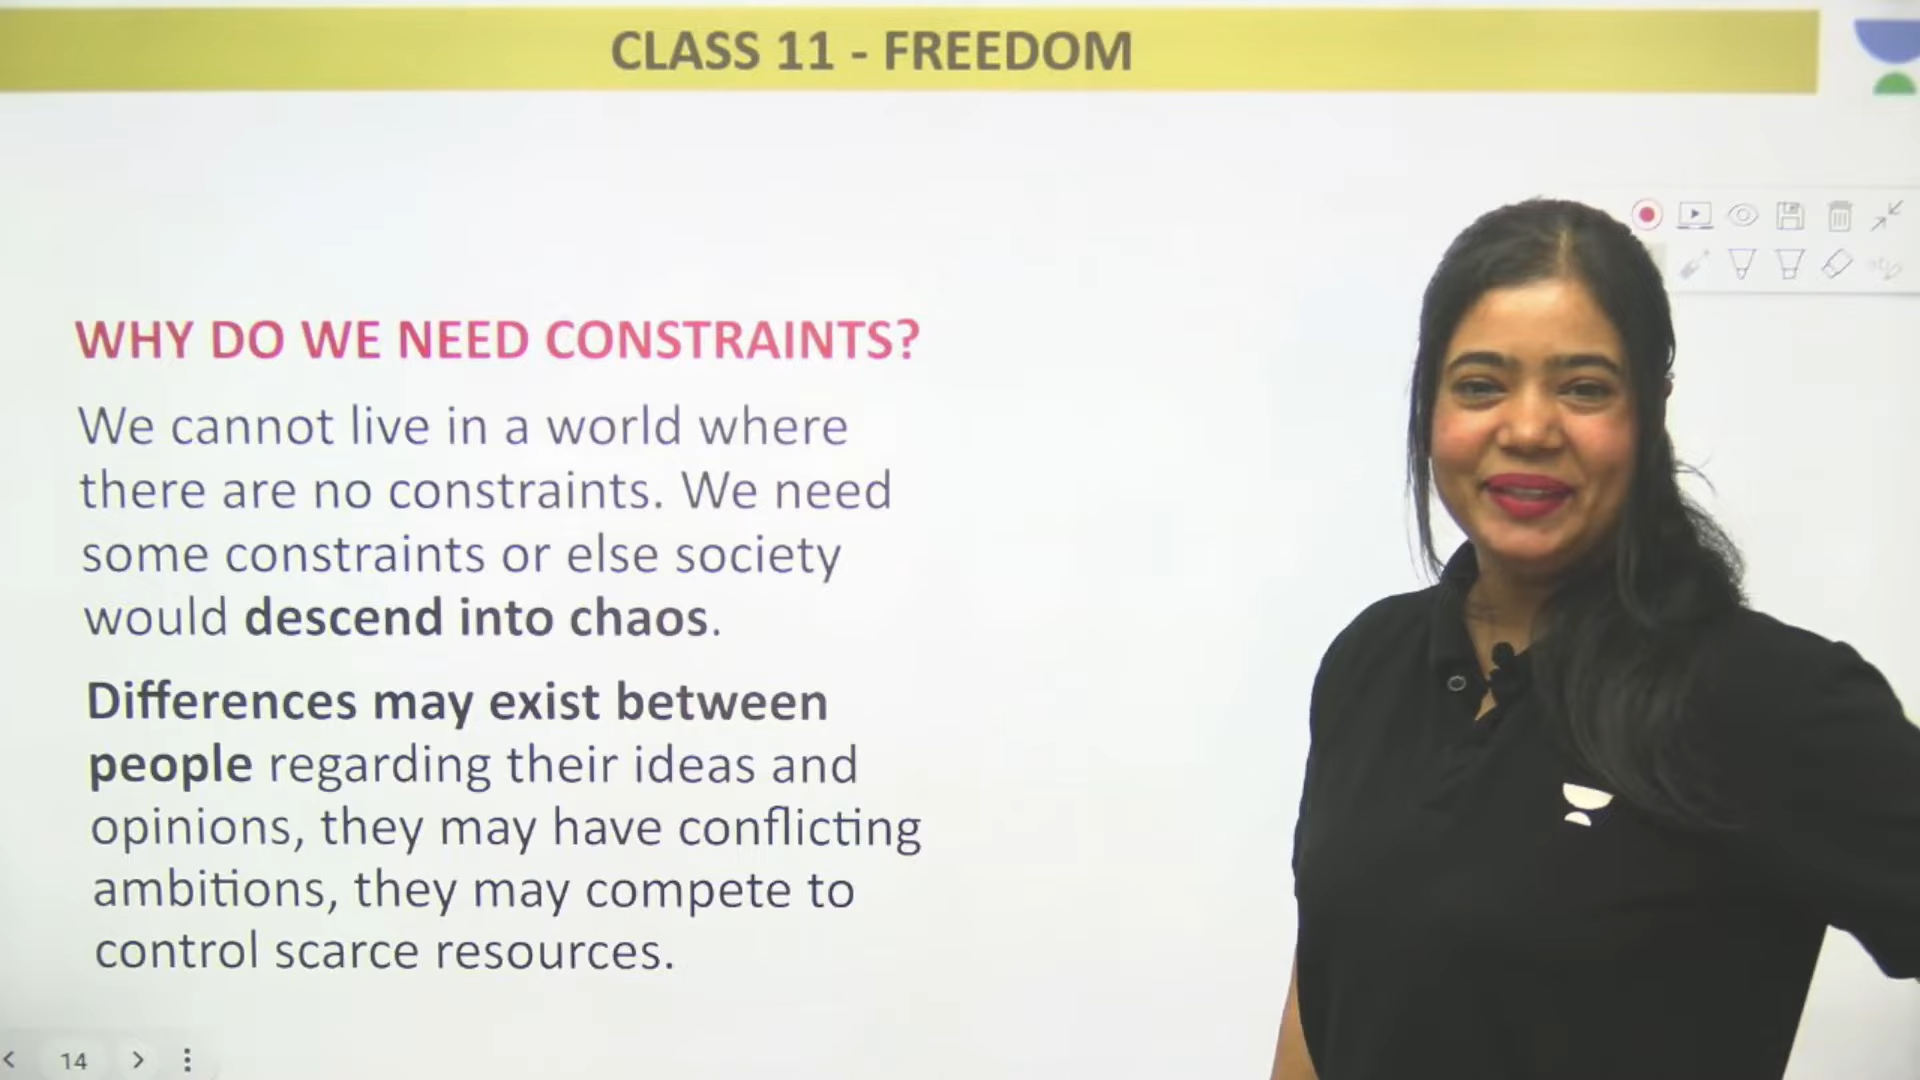 CLASS 11 - FREEDOM
WHY DO WE NEED CONSTRAINTS?
We cannot live in a world where
there are no constraints. We need
some constraints or else society
would descend into chaos.
Differences may exist between
people regarding their ideas and
opinions, they may have conflicting
ambitions, they may compete to
control scarce resources.
14